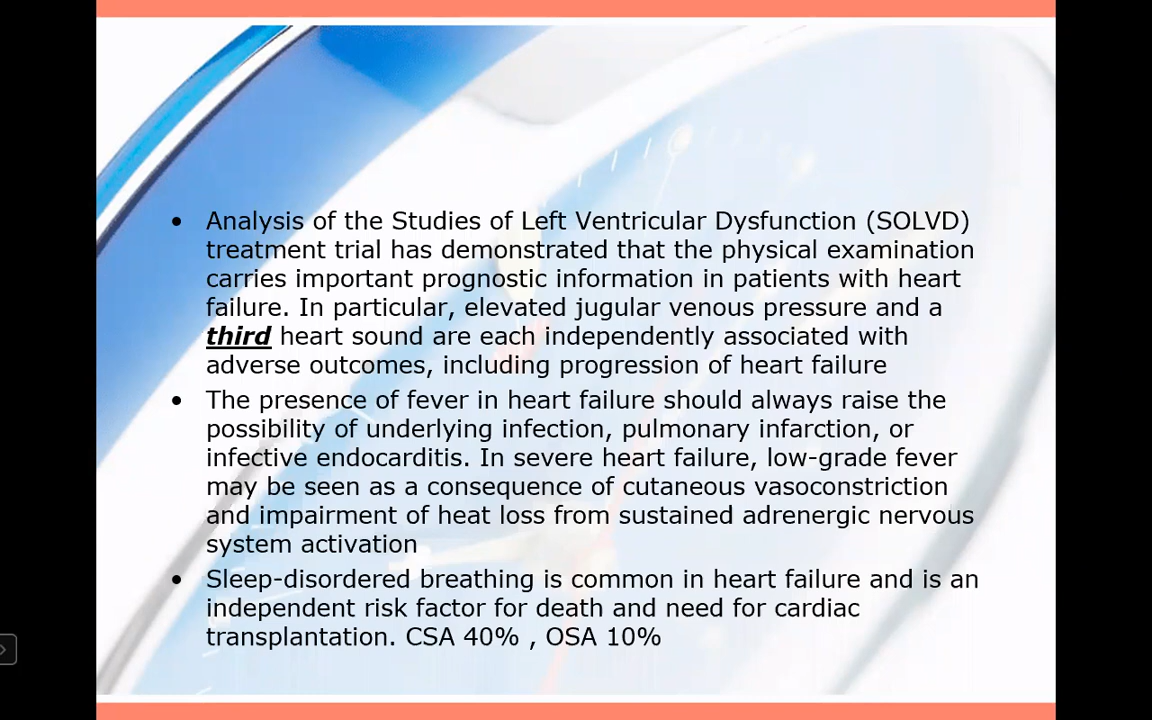 • Analysis of the Studies of Left Ventricular Dysfunction (SOLVD)
treatment trial has demonstrated that the physical examination
carries important prognostic information in patients with heart
failure. In particular, elevated jugular venous pressure and a
third heart sound are each independently associated with
adverse outcomes, including progression of heart failure
• The presence of fever in heart failure should always raise the
possibility of underlying infection, pulmonary infarction, or
infective endocarditis. In severe heart failure, low-grade fever
may be seen as a consequence of cutaneous vasoconstriction
and impairment of heat loss from sustained adrenergic nervous
system activation
• Sleep-disordered breathing is common in heart failure and is an
independent risk factor for death and need for cardiac
transplantation. CSA 40% , OSA 10%